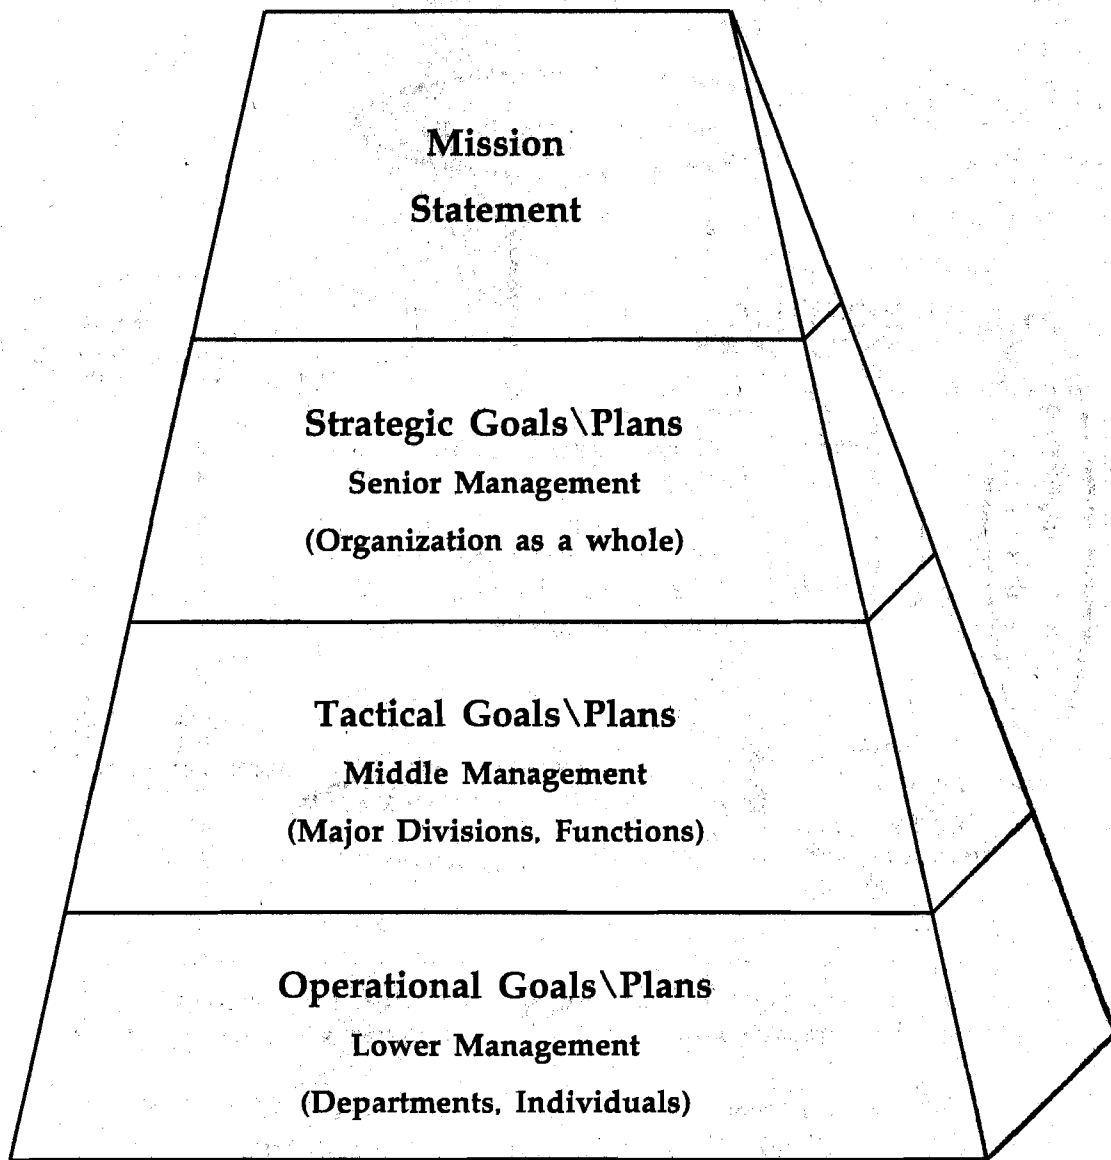 Mission
Statement
Strategic Goals\Plans
Senior Management
(Organization as a whole)
Tactical Goals\Plans
Middle Management
(Major Divisions, Functions)
Operational Goals\Plans
Lower Management
(Departments, Individuals)